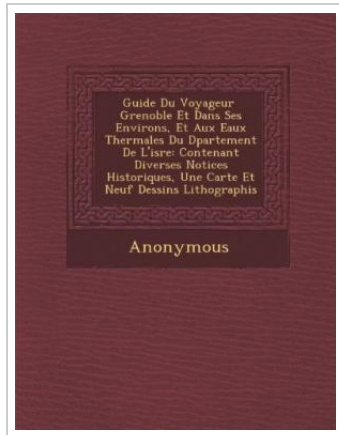 Guide Du Voyageur
Grenoble Et Dans Ses
Environs, Et Aux Eaux
Thermales Du Dpartement
De L'isre: Contenant
Diverses Notices
Historiques, Une Carte Et
Neuf Dessins Lithographis
Anonymous